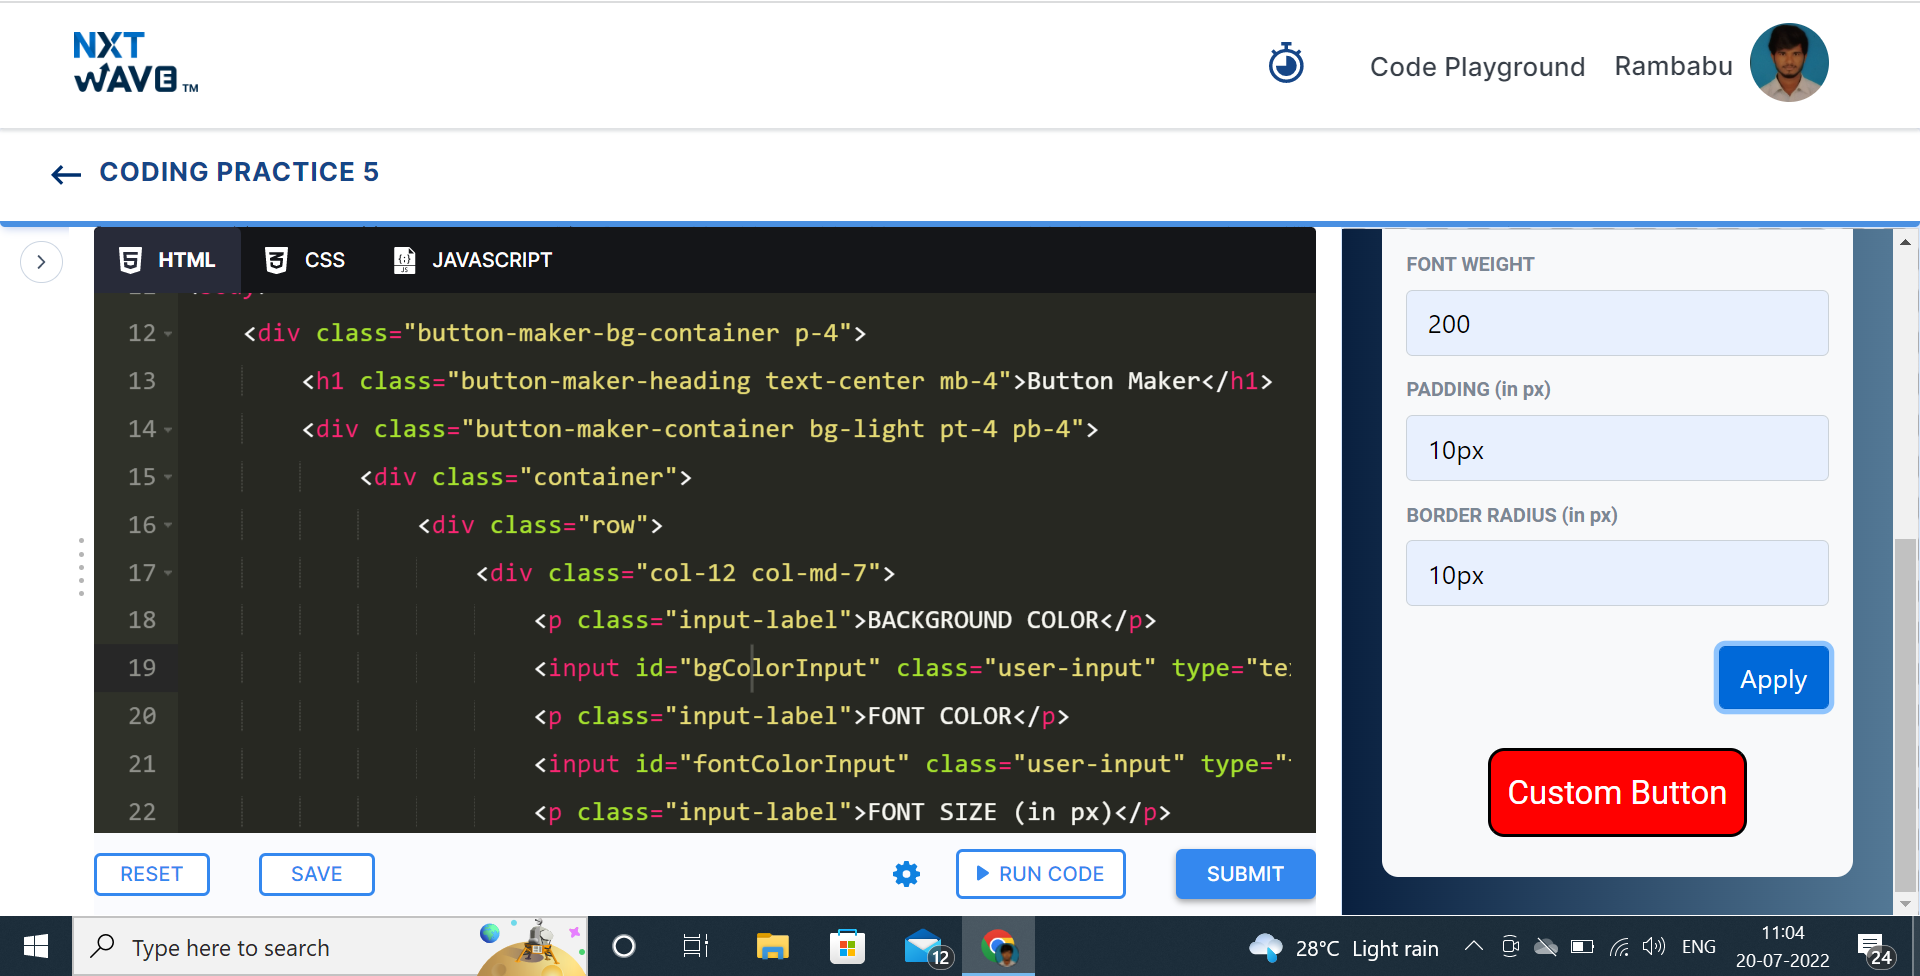 NXT
WAVE™
Code Playground
Rambabu
CODING PRACTICE 5
HTML
CSS
JAVASCRIPT
12 <div class="button-maker-bg-container p-4">
13 <h1 class="button-maker-heading text-center mb-4">Button Maker</h1>
14 <div class="button-maker-container bg-light pt-4 pb-4">
15 <div class="container">
16 <div class="row">
17 <div class="col-12 col-md-7">
18 <p class="input-label">BACKGROUND COLOR</p>
19 <input id="bgColorInput" class="user-input" type="te
20 <p class="input-label">FONT COLOR</p>
21 <input id="fontColorInput" class="user-input" type="
22 <p class="input-label">FONT SIZE (in px)</p>
RESET
SAVE
RUN CODE
SUBMIT
FONT WEIGHT
200
PADDING (in px)
10px
BORDER RADIUS (in px)
10px
Apply
Custom Button
Type here to search
12
28°C Light rain
ENG
11:04
20-07-2022
24